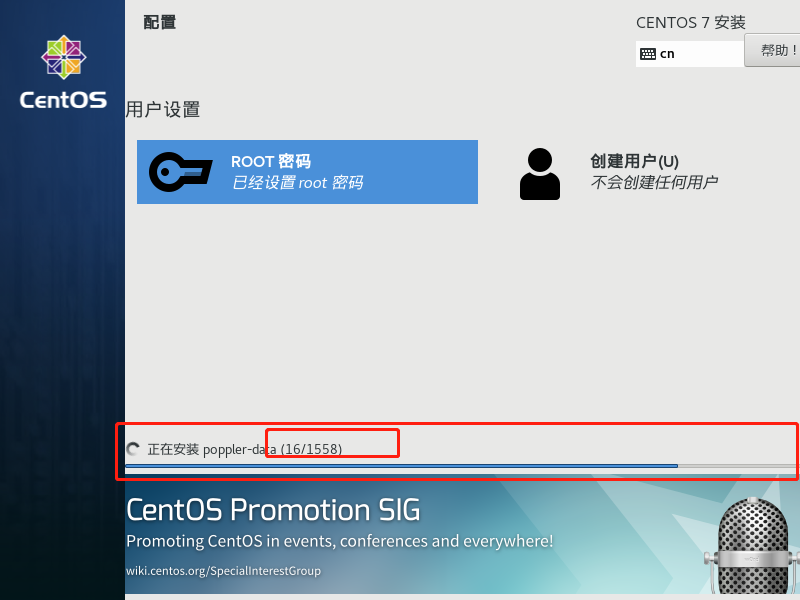 配置
CENTOS 7 安装
cn
帮助！
CentOS
用户设置
ROOT 密码
已经设置 root 密码
创建用户(U)
不会创建任何用户
正在安装 poppler-data (16/1558)
CentOS Promotion SIG
Promoting CentOS in events, conferences and everywhere!
wiki.centos.org/SpecialInterestGroup